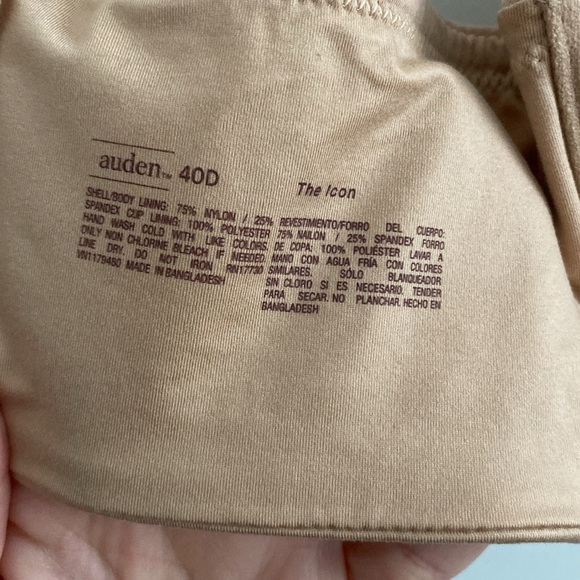 auden™ 40D
The Icon
SHELL/BODY LINING: 75% NYLON / 25%
SPANDEX CUP LINING: 100% POLYESTER
HAND WASH COLD WITH LIKE COLORS.
ONLY NON CHLORINE BLEACH IF NEEDED.
LINE DRY. DO NOT IRON RN17730
VN1179460 MADE IN BANGLADESH
REVESTIMIENTO/FORRO DEL CUERPO:
75% NAILON / 25% SPANDEX FORRO
DE COPA: 100% POLIÉSTER LAVAR A
MANO CON AGUA FRÍA CON COLORES
SIMILARES. SÓLO BLANQUEADOR
SIN CLORO SI ES NECESARIO. TENDER
PARA SECAR. NO PLANCHAR. HECHO EN
BANGLADESH